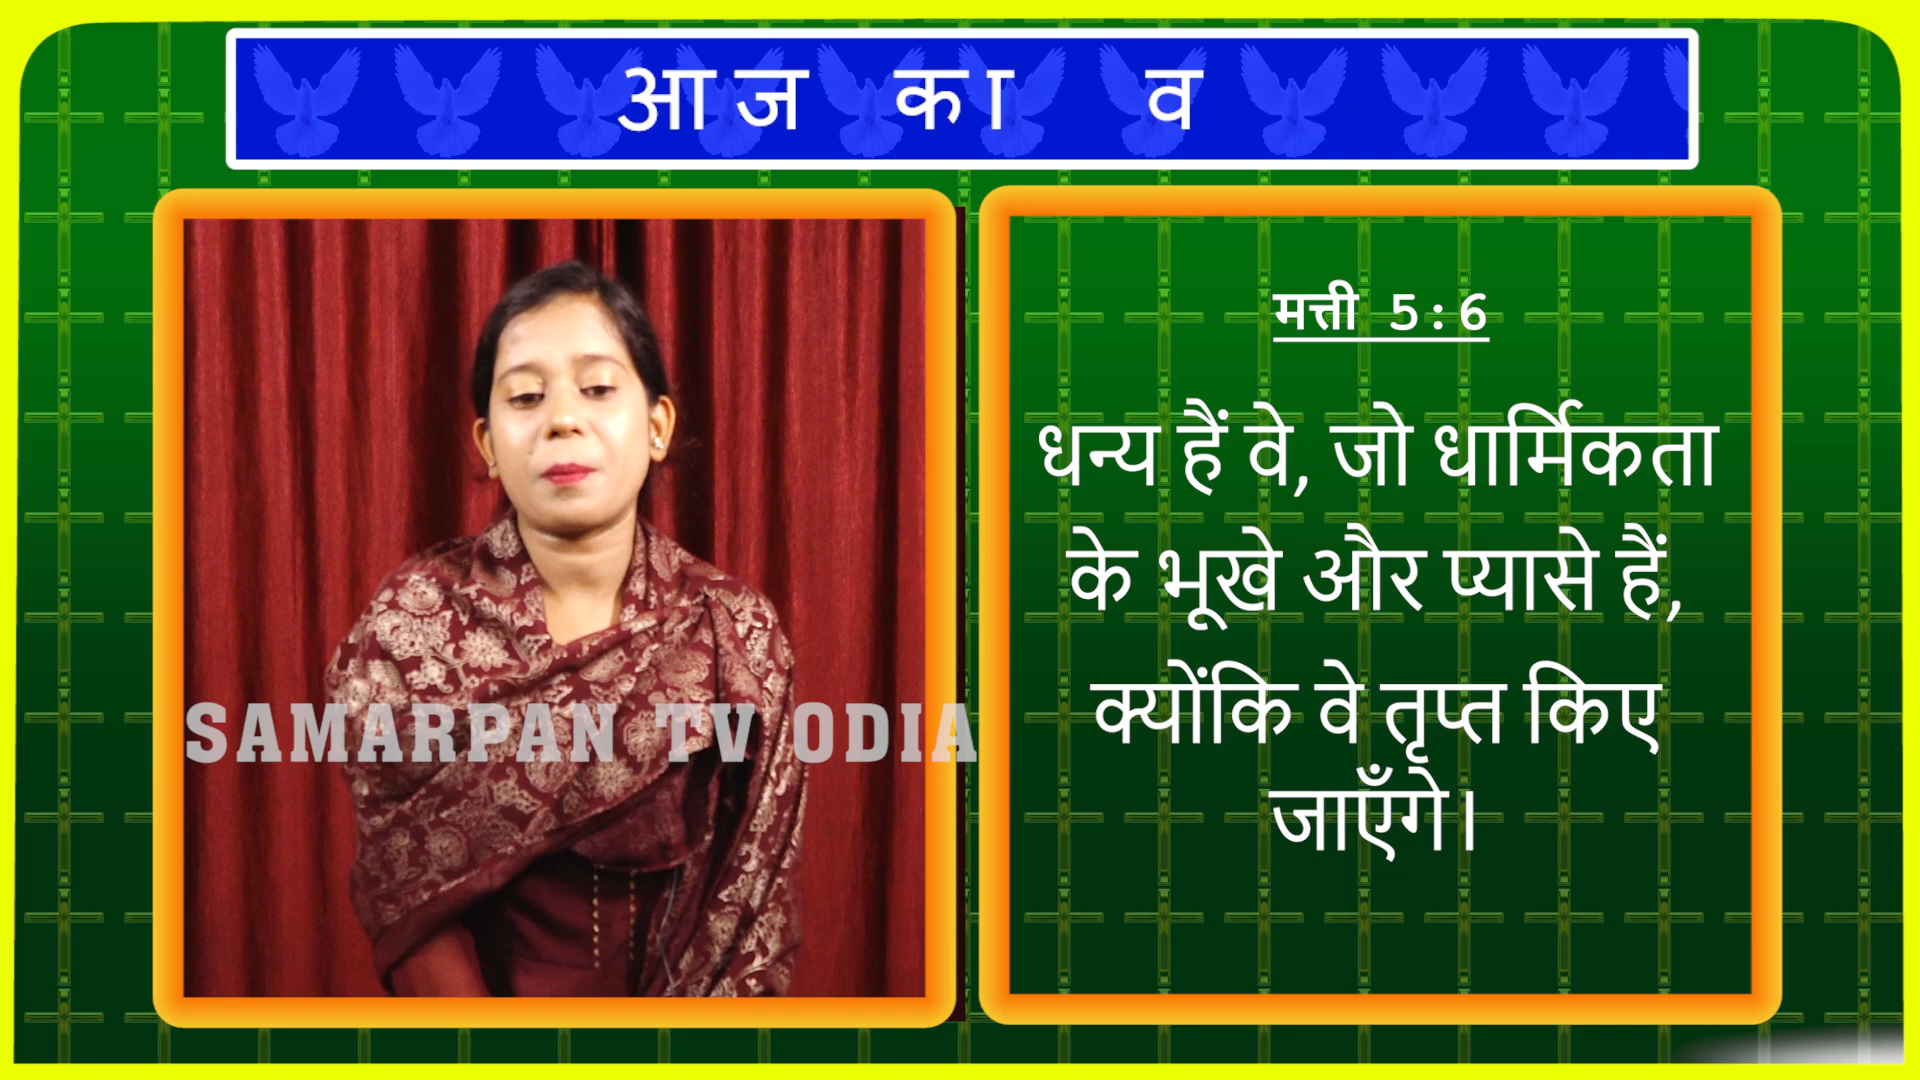 आज का व
मत्ती 5:6
धन्य हैं वे, जो धार्मिकता
के भूखे और प्यासे हैं,
क्योंकि वे तृप्त किए
जाएँगे।
SAMARPAN TV ODIA